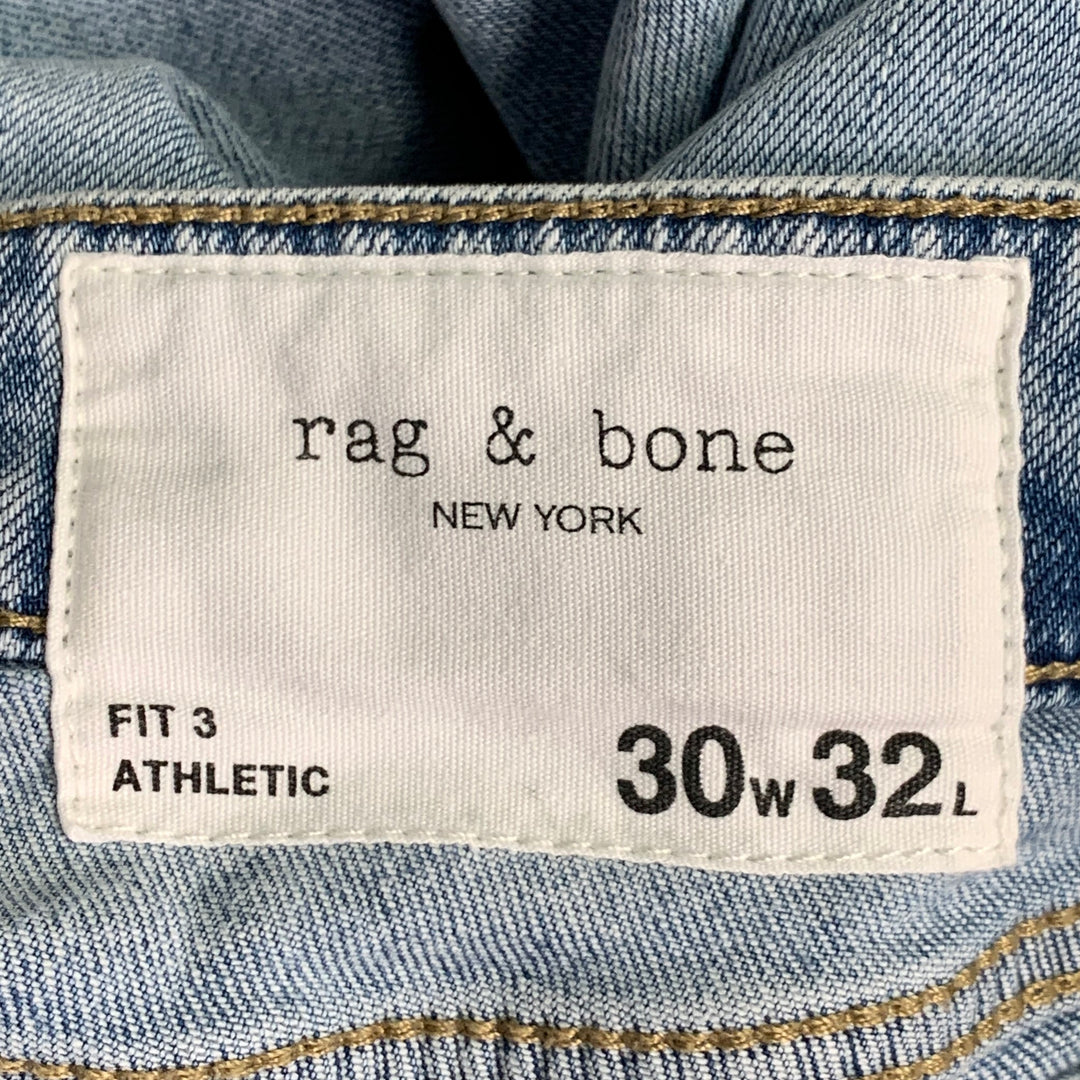 rag & bone
NEW YORK
FIT 3
ATHLETIC
30W 32L